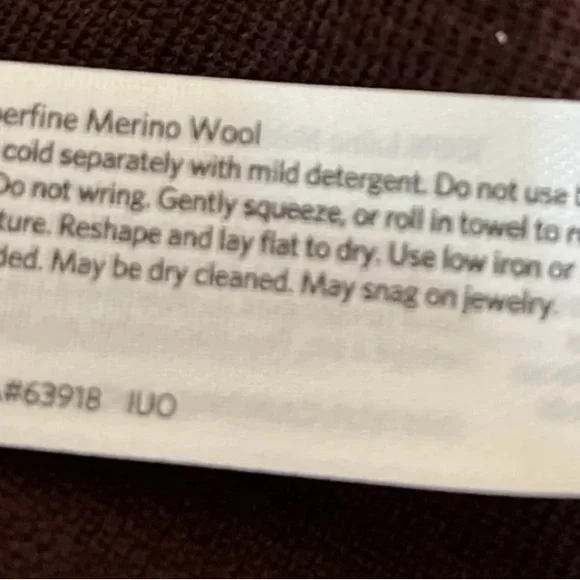 erfine Merino Wool
cold separately with mild detergent. Do not use
Do not wring. Gently squeeze, or roll in towel to
ture. Reshape and lay flat to dry. Use low iron or
ded. May be dry cleaned. May snag on jewelry.
#63918 IUO